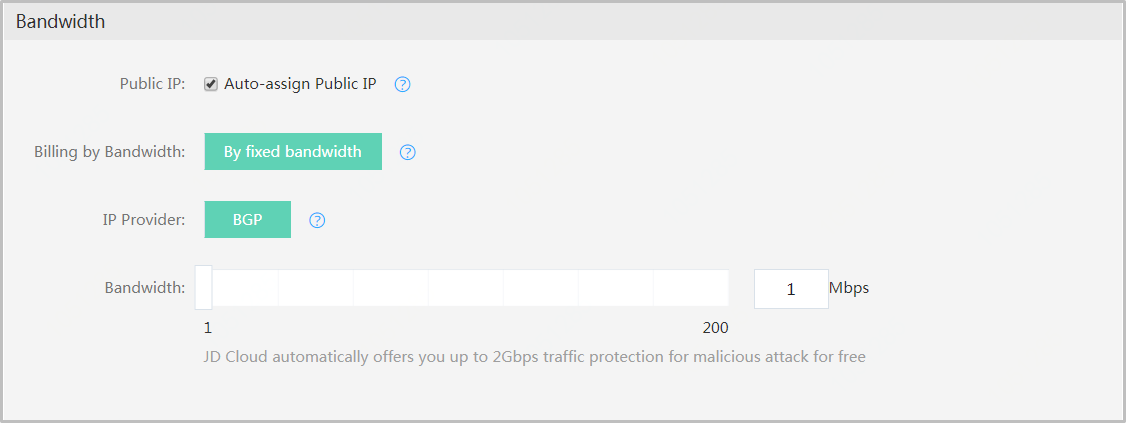 Bandwidth
Public IP: Auto-assign Public IP ?
Billing by Bandwidth: By fixed bandwidth ?
IP Provider: BGP ?
Bandwidth: 1 Mbps
1 200
JD Cloud automatically offers you up to 2Gbps traffic protection for malicious attack for free